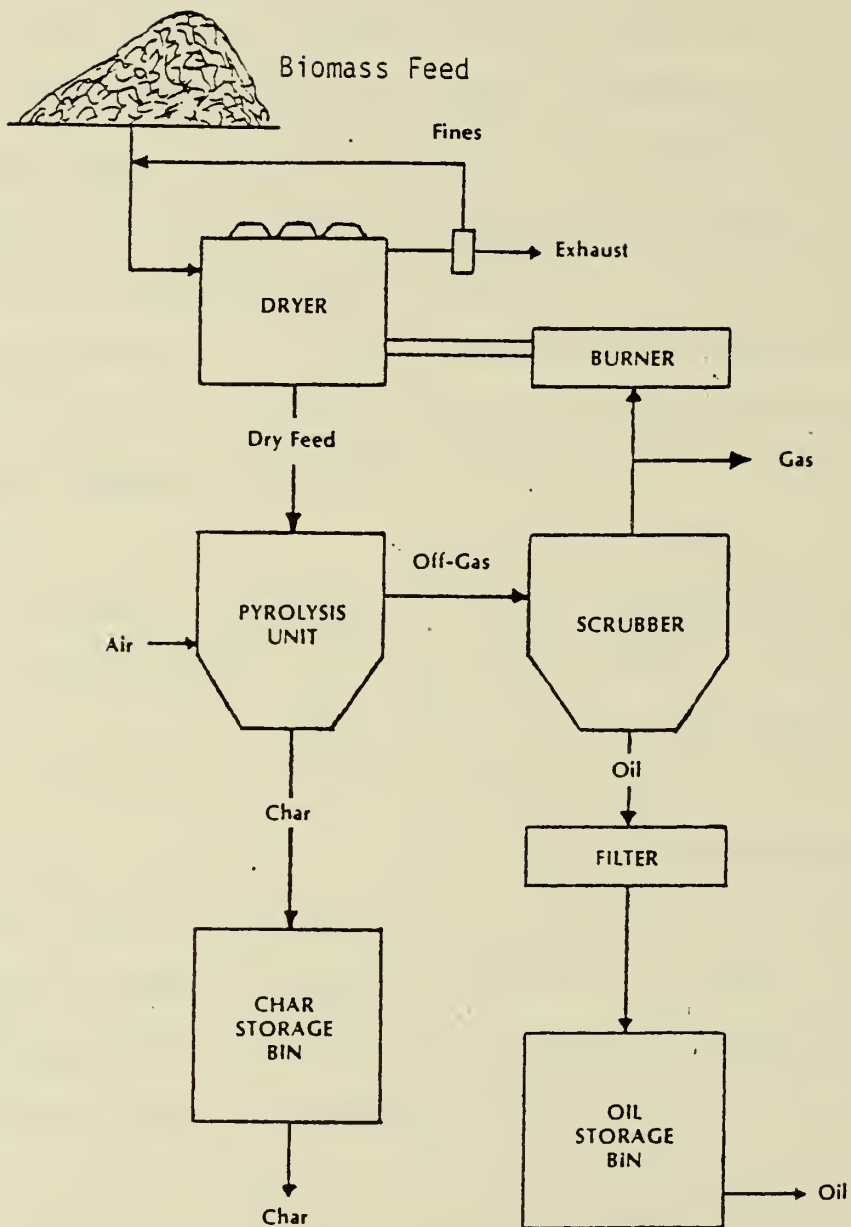 Biomass Feed
Fines
Exhaust
DRYER
BURNER
Dry Feed
Gas
Off-Gas
PYROLYSIS
UNIT
SCRUBBER
Air
Oil
Char
FILTER
CHAR
STORAGE
BIN
OIL
STORAGE
BIN
Oil
Char